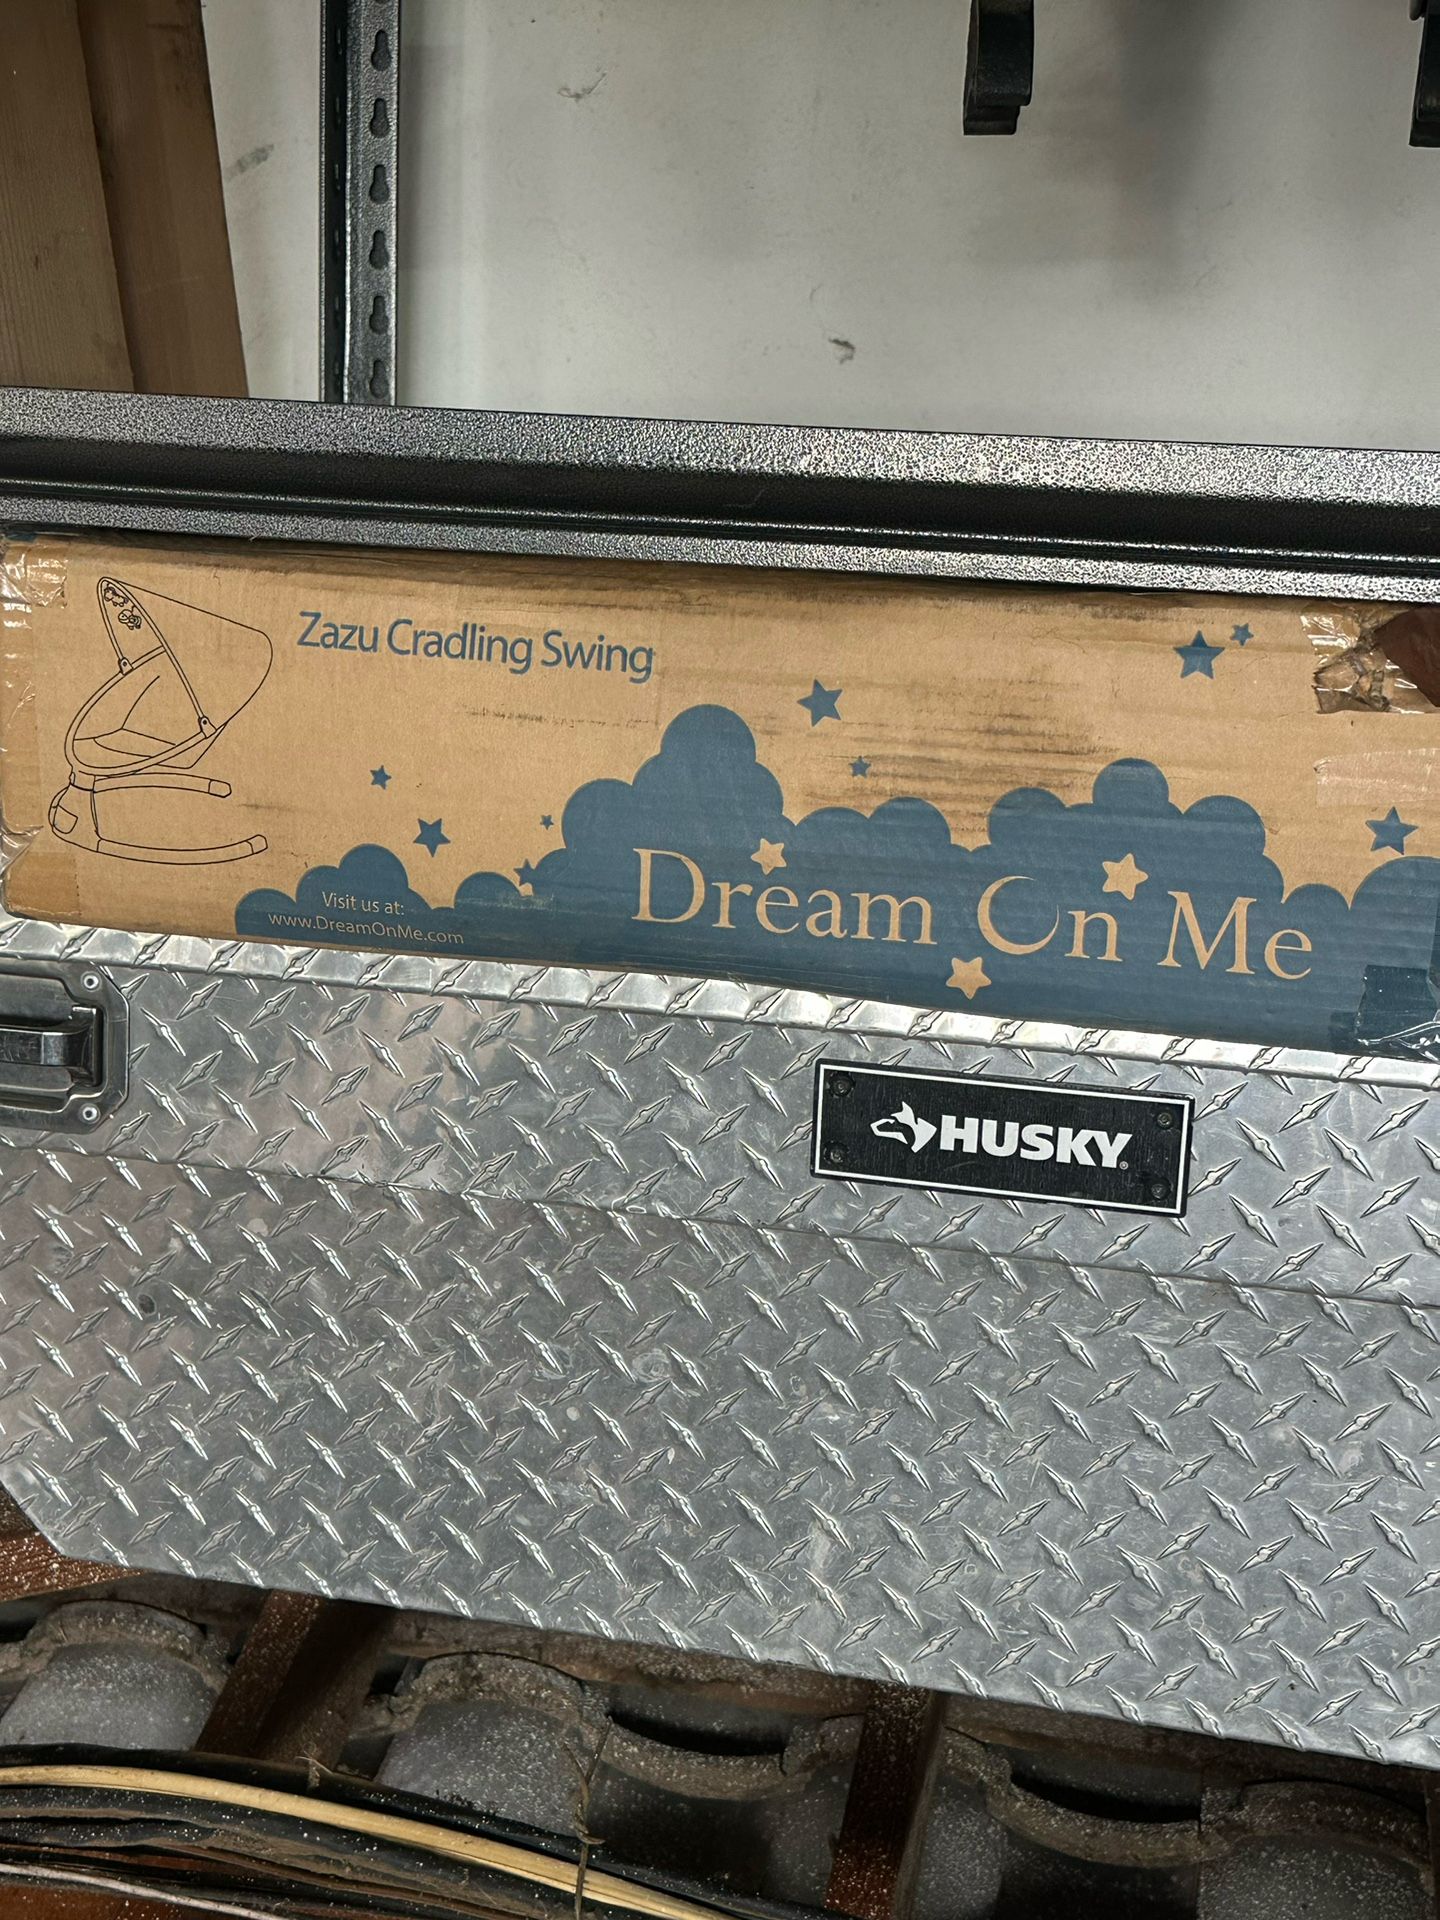 Zazu Cradling Swing
Visit us at:
www.DreamOnMe.com
Dream On Me
HUSKY